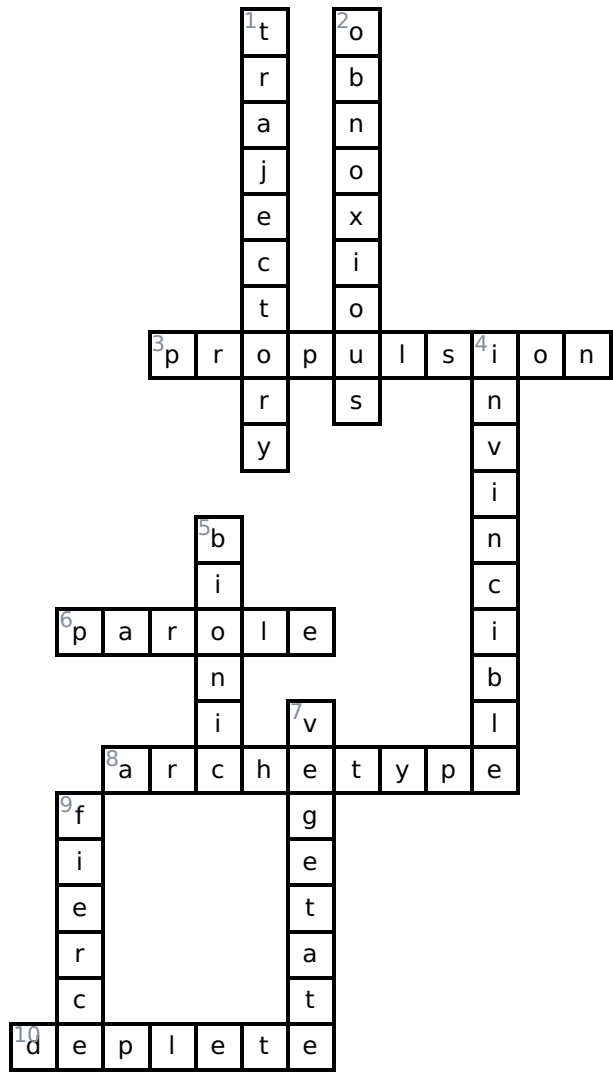 1 trajectory
2 obnoxious
3 propulsion
4 invincible
5 bionic
6 parole
7 vegetate
8 archetype
9 fierce
10 deplete